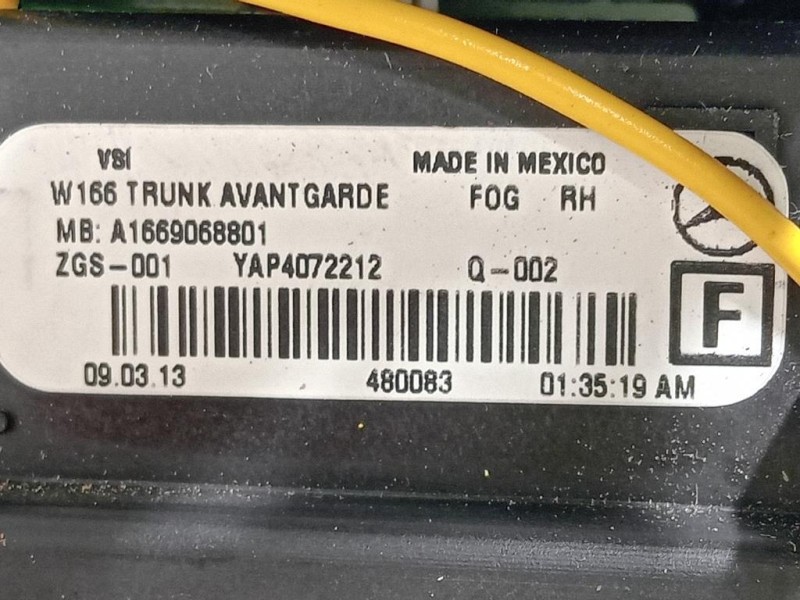 VSI MADE IN MEXICO
W166 TRUNK AVANTGARDE FOG RH
MB: A1669068801
ZGS-001 YAP4072212 Q-002
F
09.03.13 480083 01:35:19 AM